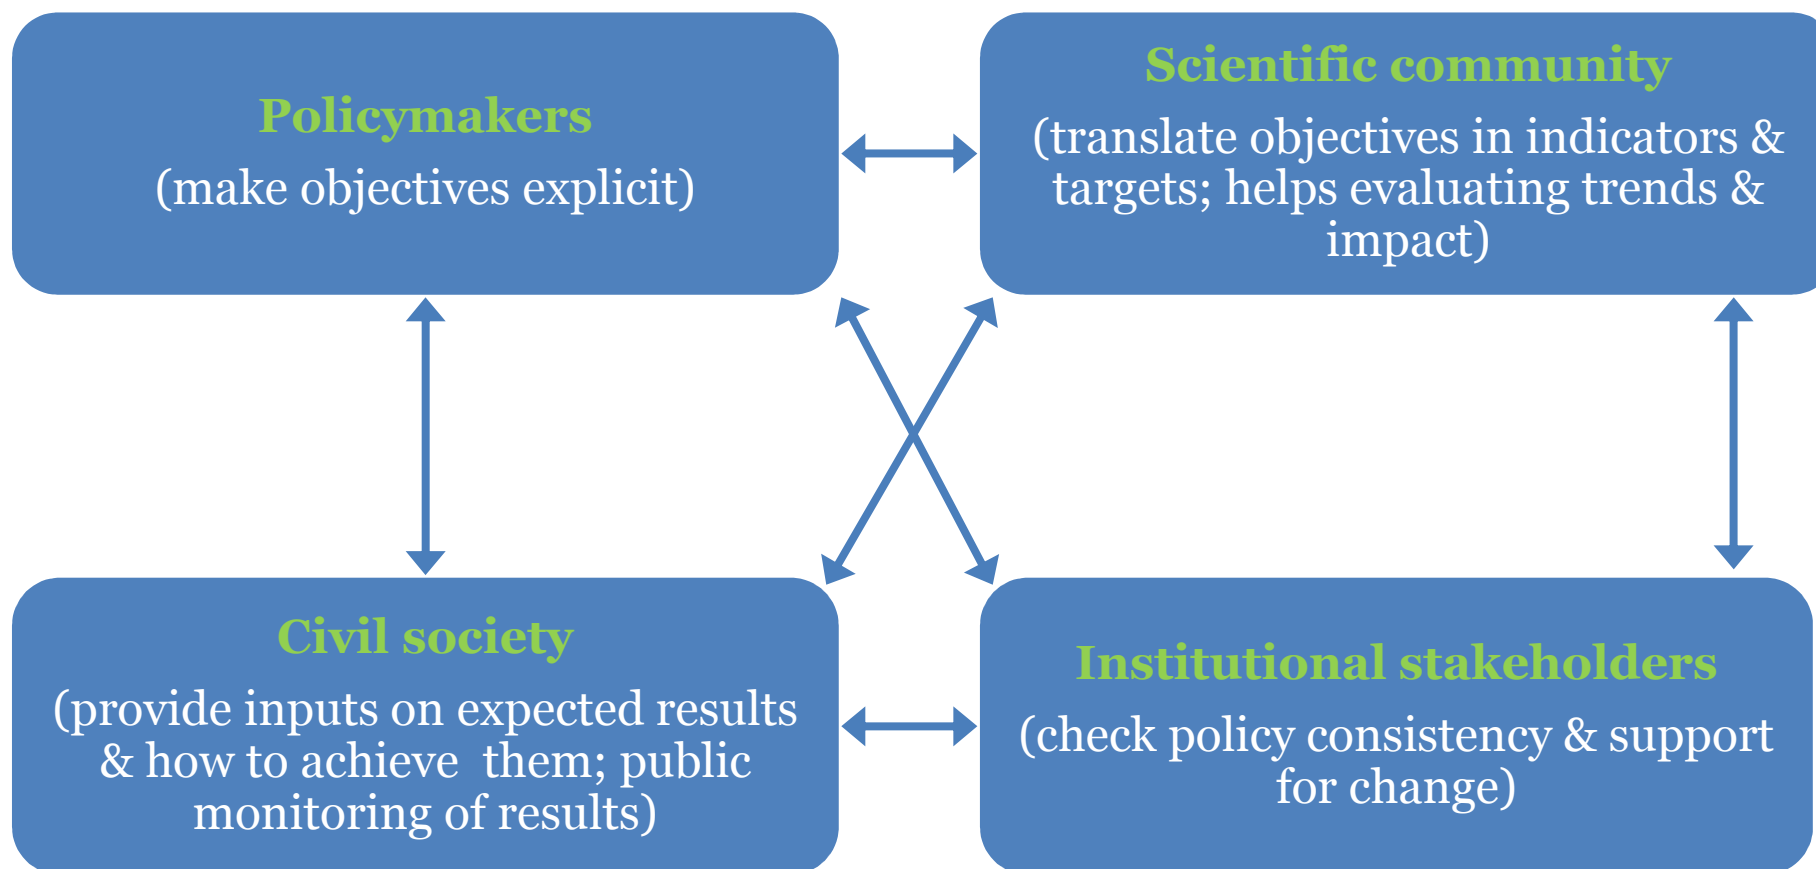 Policymakers
(make objectives explicit)
Scientific community
(translate objectives in indicators &
targets; helps evaluating trends &
impact)
Civil society
(provide inputs on expected results
& how to achieve  them; public
monitoring of results)
Institutional stakeholders
(check policy consistency & support
for change)